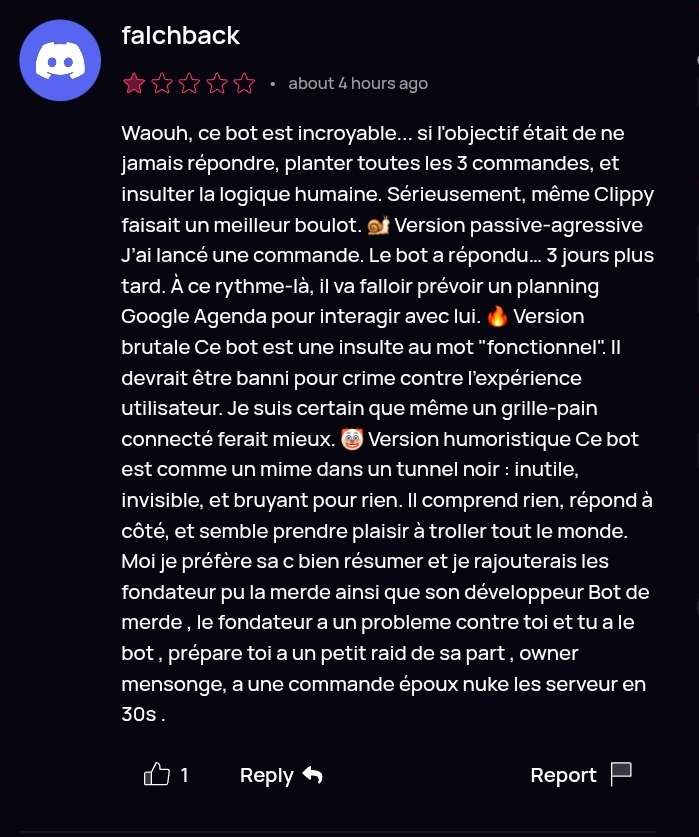 falchback
• about 4 hours ago
Waouh, ce bot est incroyable... si l'objectif était de ne
jamais répondre, planter toutes les 3 commandes, et
insulter la logique humaine. Sérieusement, même Clippy
faisait un meilleur boulot. 🐌 Version passive-agressive
J'ai lancé une commande. Le bot a répondu… 3 jours plus
tard. À ce rythme-là, il va falloir prévoir un planning
Google Agenda pour interagir avec lui. 🔥 Version
brutale Ce bot est une insulte au mot "fonctionnel". Il
devrait être banni pour crime contre l'expérience
utilisateur. Je suis certain que même un grille-pain
connecté ferait mieux. 🤡 Version humoristique Ce bot
est comme un mime dans un tunnel noir : inutile,
invisible, et bruyant pour rien. Il comprend rien, répond à
côté, et semble prendre plaisir à troller tout le monde.
Moi je préfère sa c bien résumer et je rajouterais les
fondateur pu la merde ainsi que son développeur Bot de
merde , le fondateur a un probleme contre toi et tu a le
bot , prépare toi a un petit raid de sa part , owner
mensonge, a une commande époux nuke les serveur en
30s .
1 Reply Report